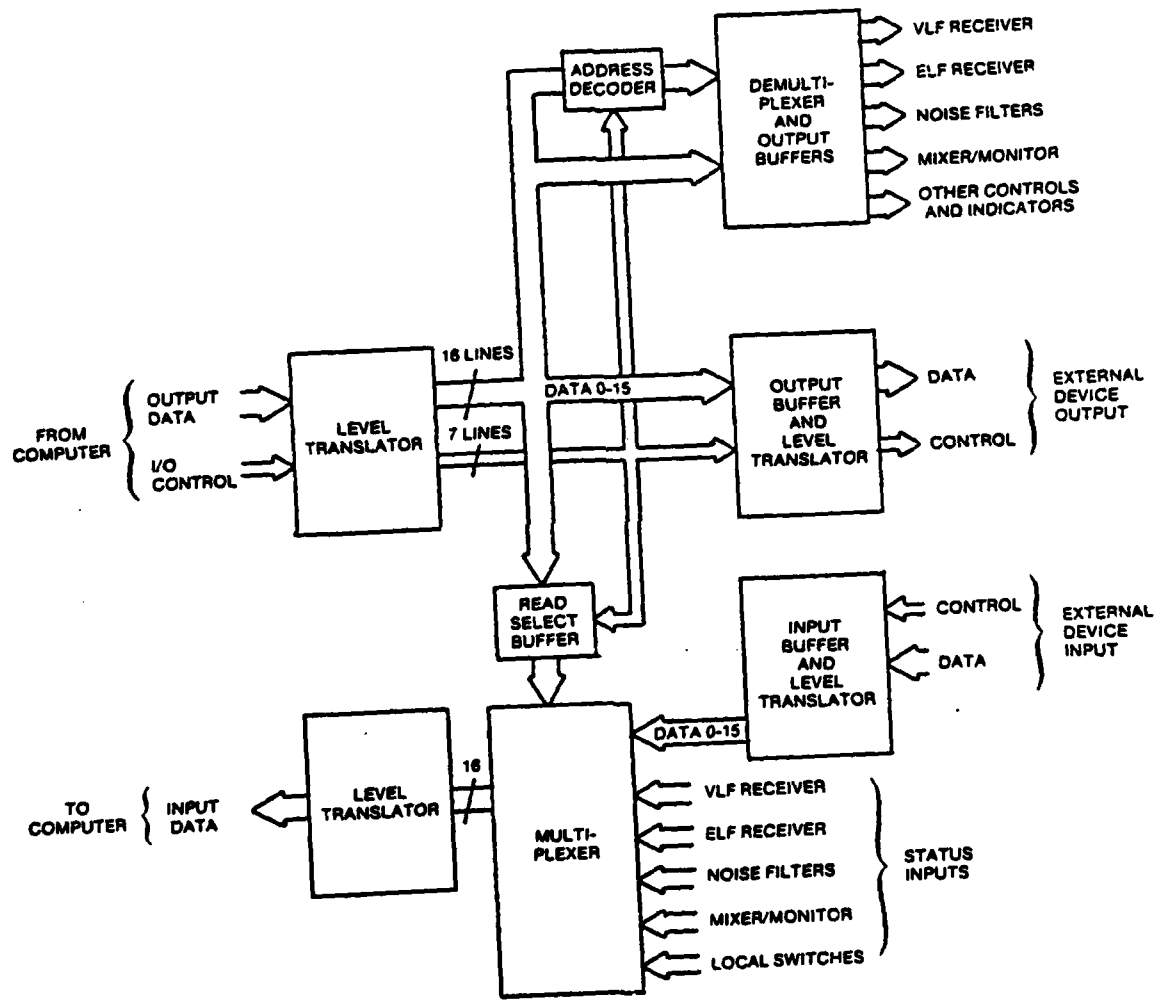 ADDRESS
DECODER
DEMULTI-
PLEXER
AND
OUTPUT
BUFFERS
VLF RECEIVER
ELF RECEIVER
NOISE FILTERS
MIXER/MONITOR
OTHER CONTROLS
AND INDICATORS
FROM
COMPUTER
OUTPUT
DATA
I/O
CONTROL
LEVEL
TRANSLATOR
16 LINES
7 LINES
DATA 0-15
OUTPUT
BUFFER
AND
LEVEL
TRANSLATOR
DATA
CONTROL
EXTERNAL
DEVICE
OUTPUT
READ
SELECT
BUFFER
INPUT
BUFFER
AND
LEVEL
TRANSLATOR
CONTROL
DATA
EXTERNAL
DEVICE
INPUT
DATA 0-15
TO
COMPUTER
INPUT
DATA
LEVEL
TRANSLATOR
16
MULTI-
PLEXER
VLF RECEIVER
ELF RECEIVER
NOISE FILTERS
MIXER/MONITOR
LOCAL SWITCHES
STATUS
INPUTS